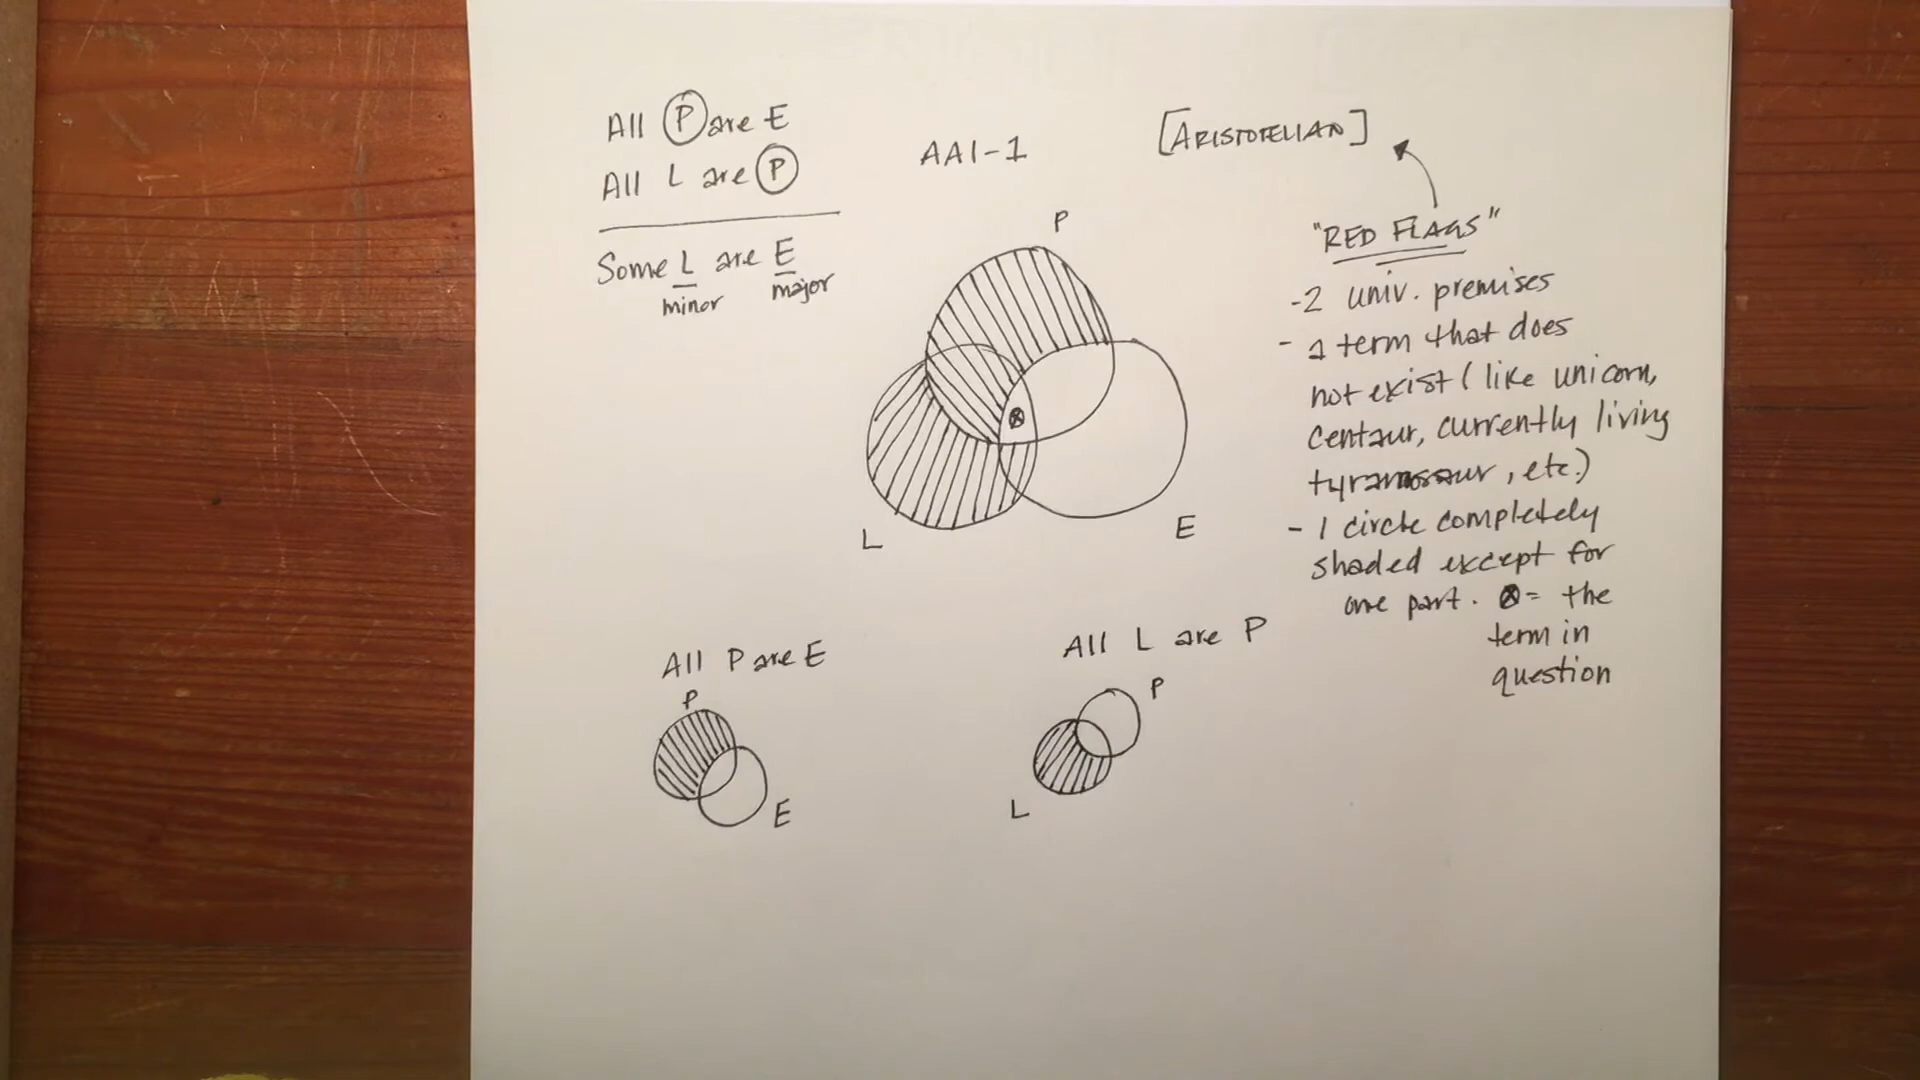 All P are E
All L are P
Some L are E
minor
major
AAI-1
[ARISTOTELIAN]
"RED FLAGS"
-2 univ. premises
- a term that does
not exist (like unicorn,
centaur, currently living
tyrannosaur, etc.)
- 1 circle completely
shaded except for
one part. ⊗ = the
term in
question
P
L
E
All P are E
P
E
All L are P
P
L